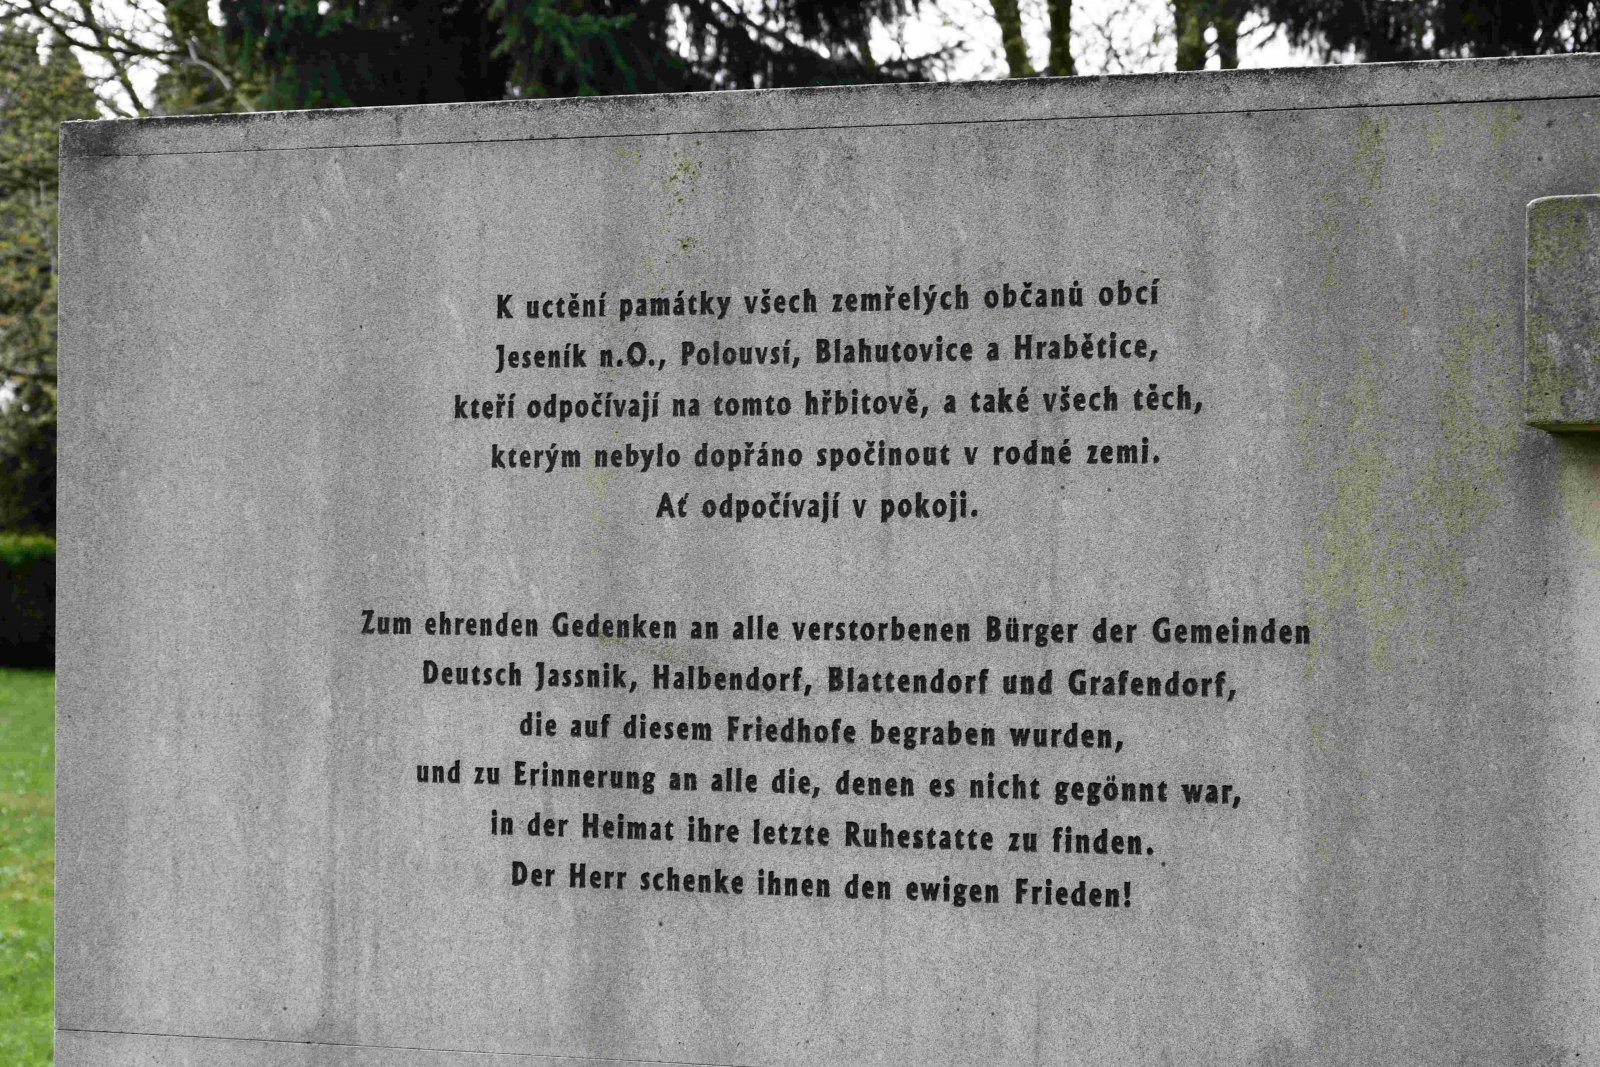 K uctění památky všech zemřelých občanů obcí
Jeseník n.O., Polouvsí, Blahutovice a Hrabětice,
kteří odpočívají na tomto hřbitově, a také všech těch,
kterým nebylo dopřáno spočinout v rodné zemi.
Ať odpočívají v pokoji.
Zum ehrenden Gedenken an alle verstorbenen Bürger der Gemeinden
Deutsch Jassnik, Halbendorf, Blattendorf und Grafendorf,
die auf diesem Friedhofe begraben wurden,
und zu Erinnerung an alle die, denen es nicht gegönnt war,
in der Heimat ihre letzte Ruhestatte zu finden.
Der Herr schenke ihnen den ewigen Frieden!